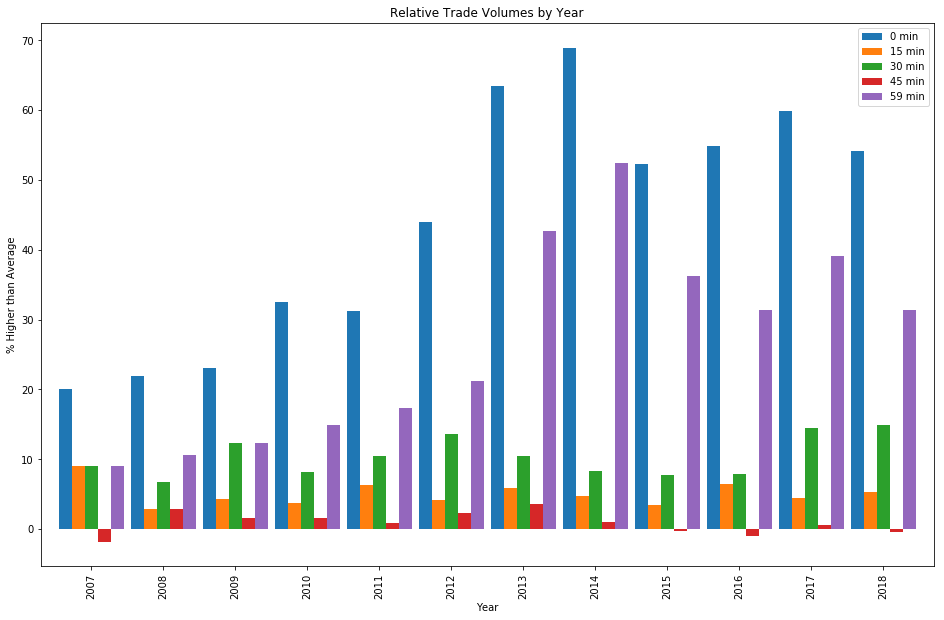 Relative Trade Volumes by Year
0 min
15 min
30 min
45 min
59 min
% Higher than Average
70
60
50
40
30
20
10
0
2007
2008
2009
2010
2011
2012
2013
2014
2015
2016
2017
2018
Year